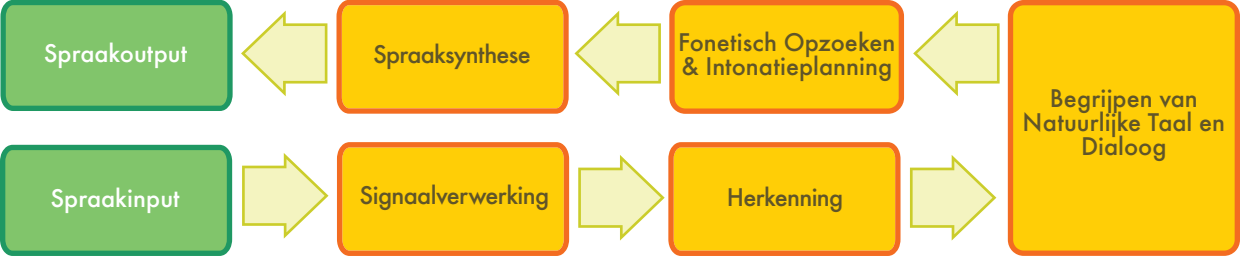 Spraakoutput
Spraaksynthese
Fonetisch Opzoeken
& Intonatieplanning
Begrijpen van
Natuurlijke Taal en
Dialoog
Spraakinput
Signaalverwerking
Herkenning